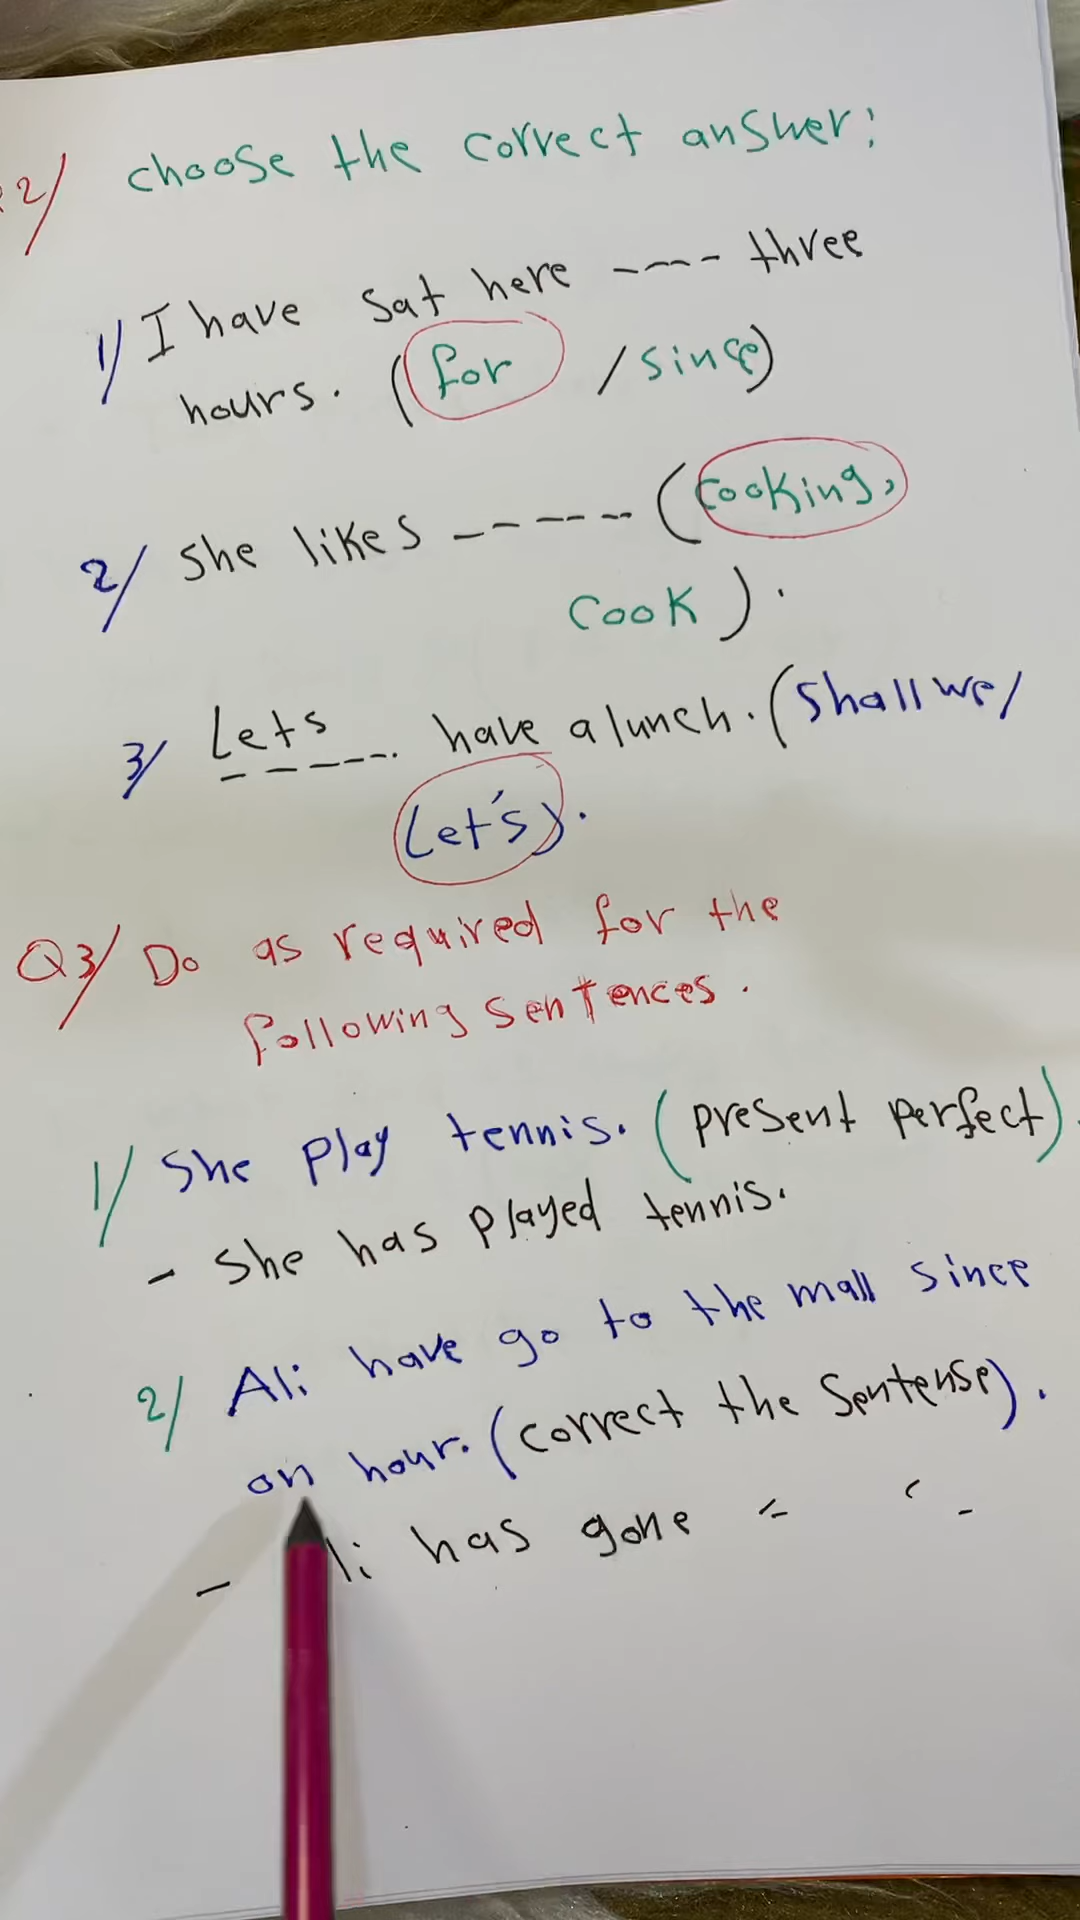 2/ choose the correct answer:
1/ I have sat here ---- three
hours. (for / since)
2/ she likes ------ (cooking,
cook).
3/ Lets ------ have a lunch. (shall we/
Let's).
Q3/ Do as required for the
following sentences.
1/ She play tennis. (present perfect).
- She has played tennis.
2/ Ali have go to the mall since
an hour. (correct the sentense).
- li has gone